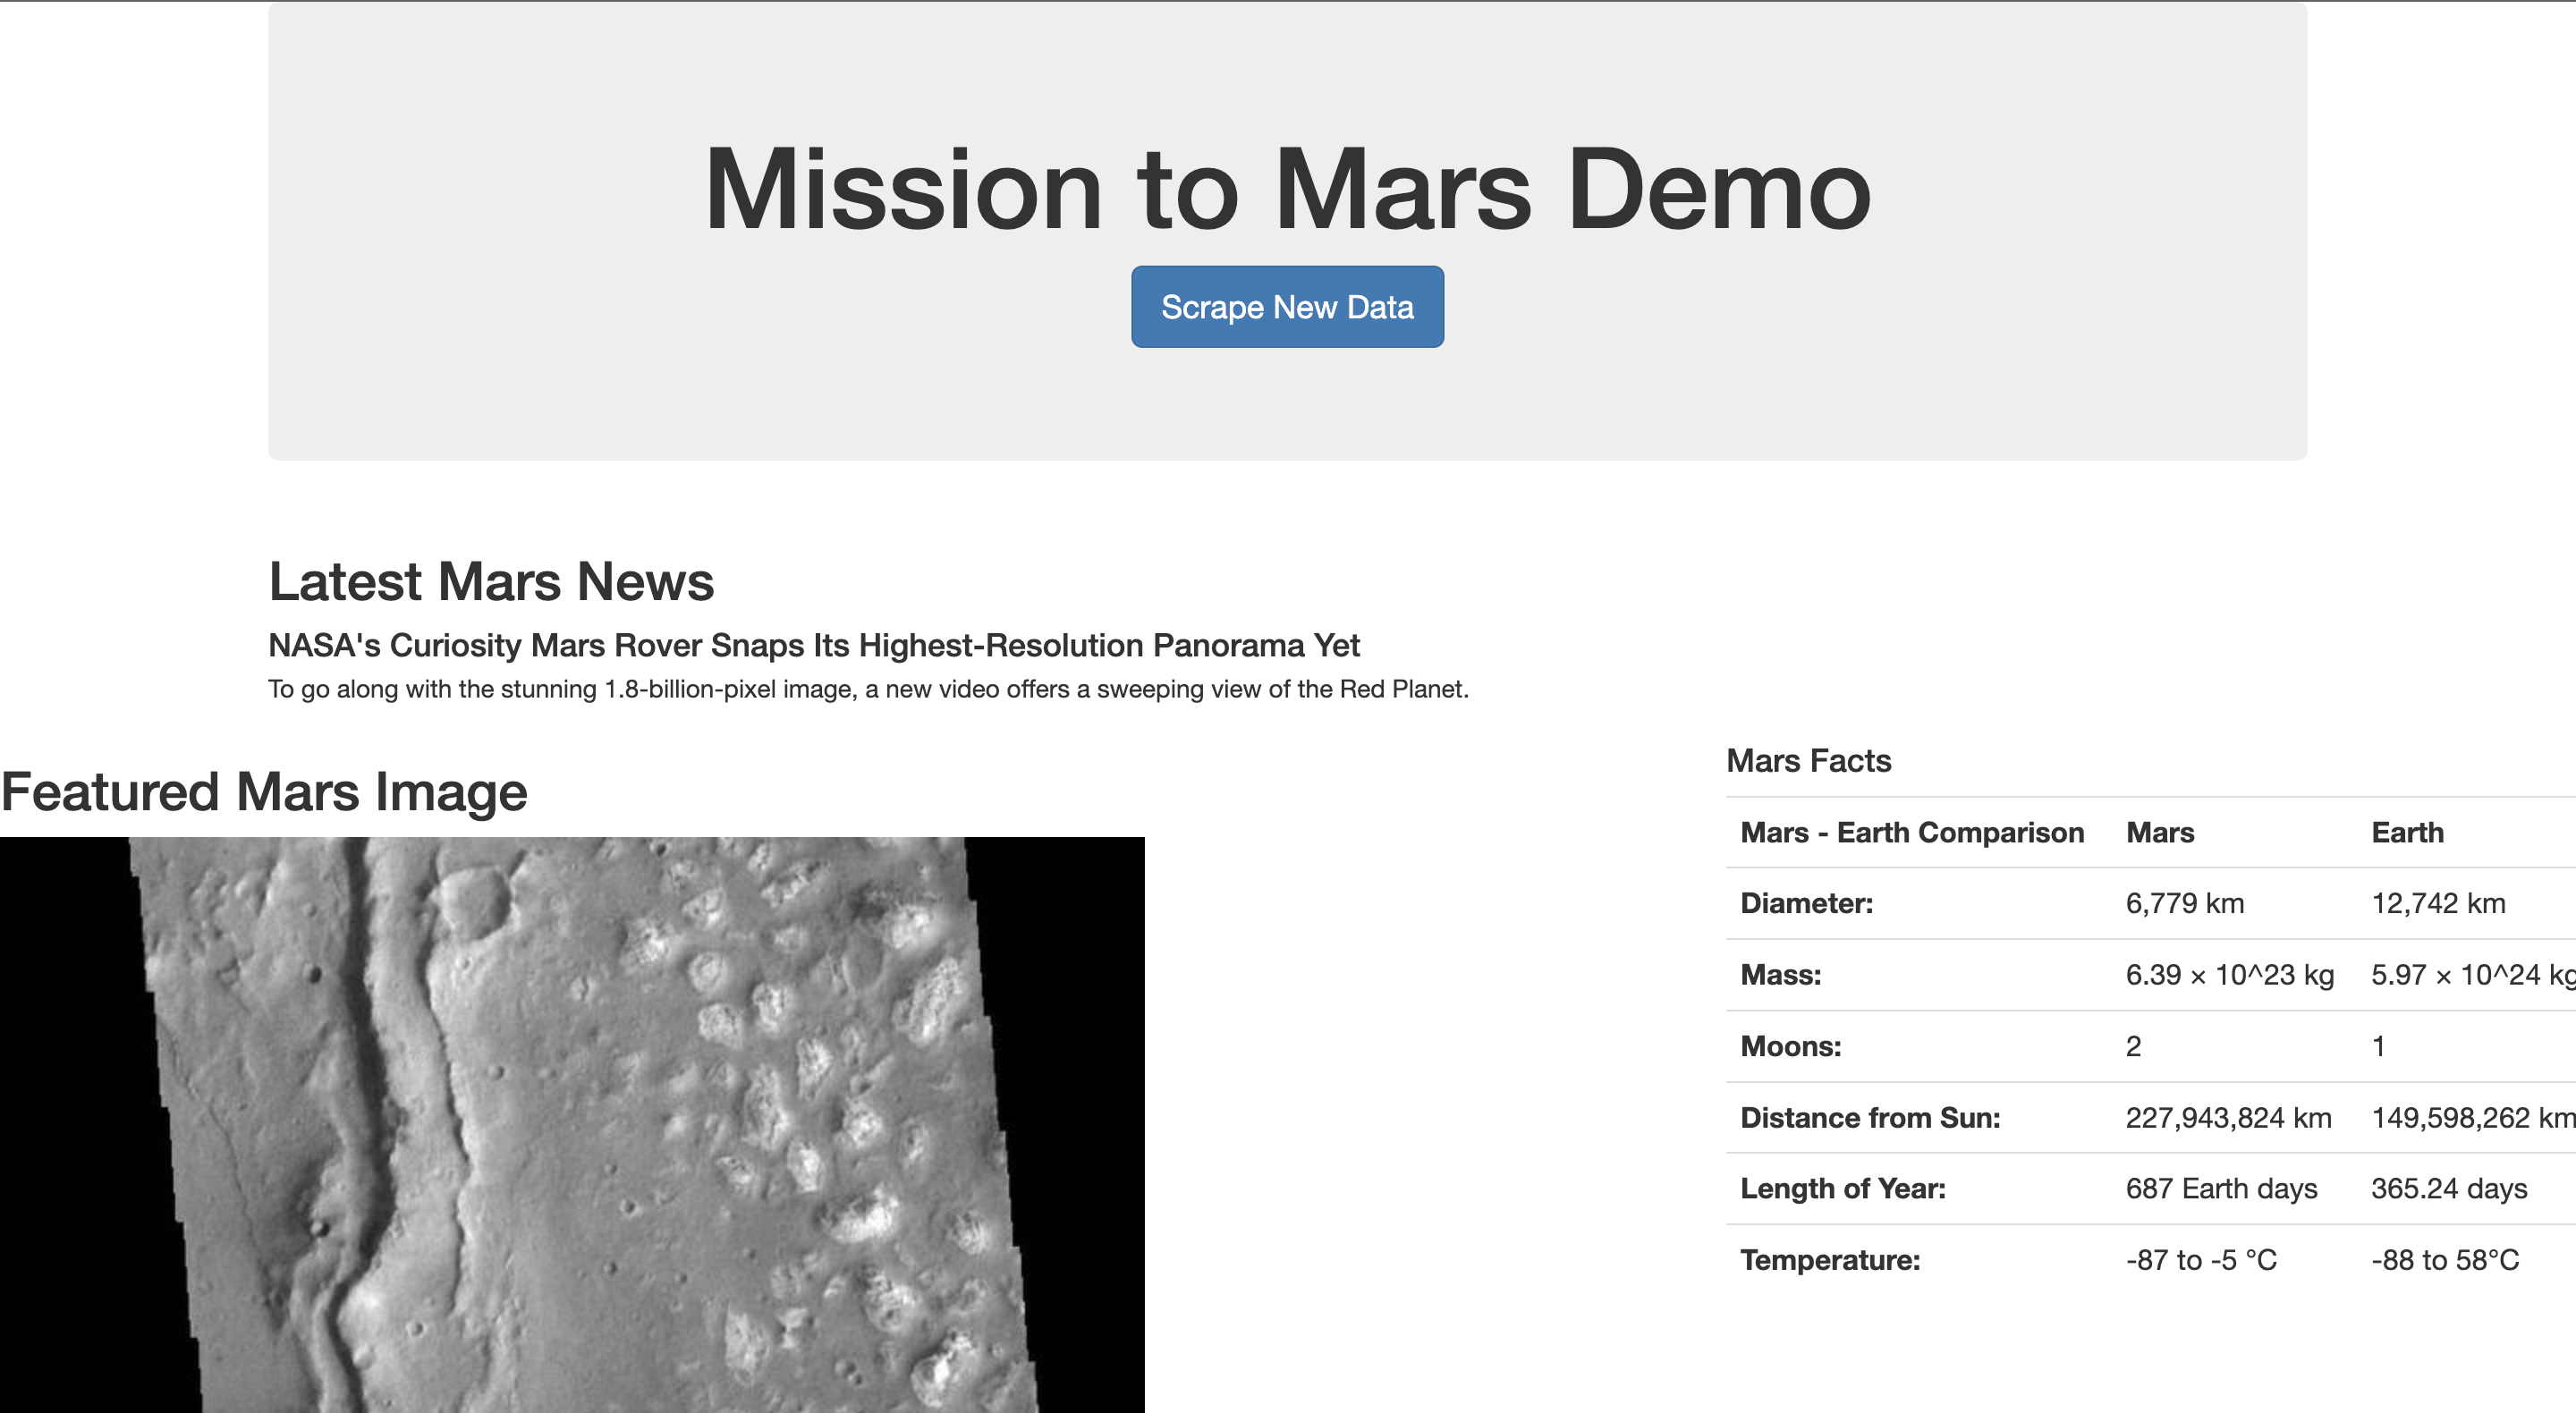 Mission to Mars Demo
Scrape New Data
Latest Mars News
NASA's Curiosity Mars Rover Snaps Its Highest-Resolution Panorama Yet
To go along with the stunning 1.8-billion-pixel image, a new video offers a sweeping view of the Red Planet.
Featured Mars Image
Mars Facts
Mars - Earth Comparison Mars Earth
Diameter: 6,779 km 12,742 km
Mass: 6.39 × 10^23 kg 5.97 × 10^24 kg
Moons: 2 1
Distance from Sun: 227,943,824 km 149,598,262 km
Length of Year: 687 Earth days 365.24 days
Temperature: -87 to -5 °C -88 to 58°C